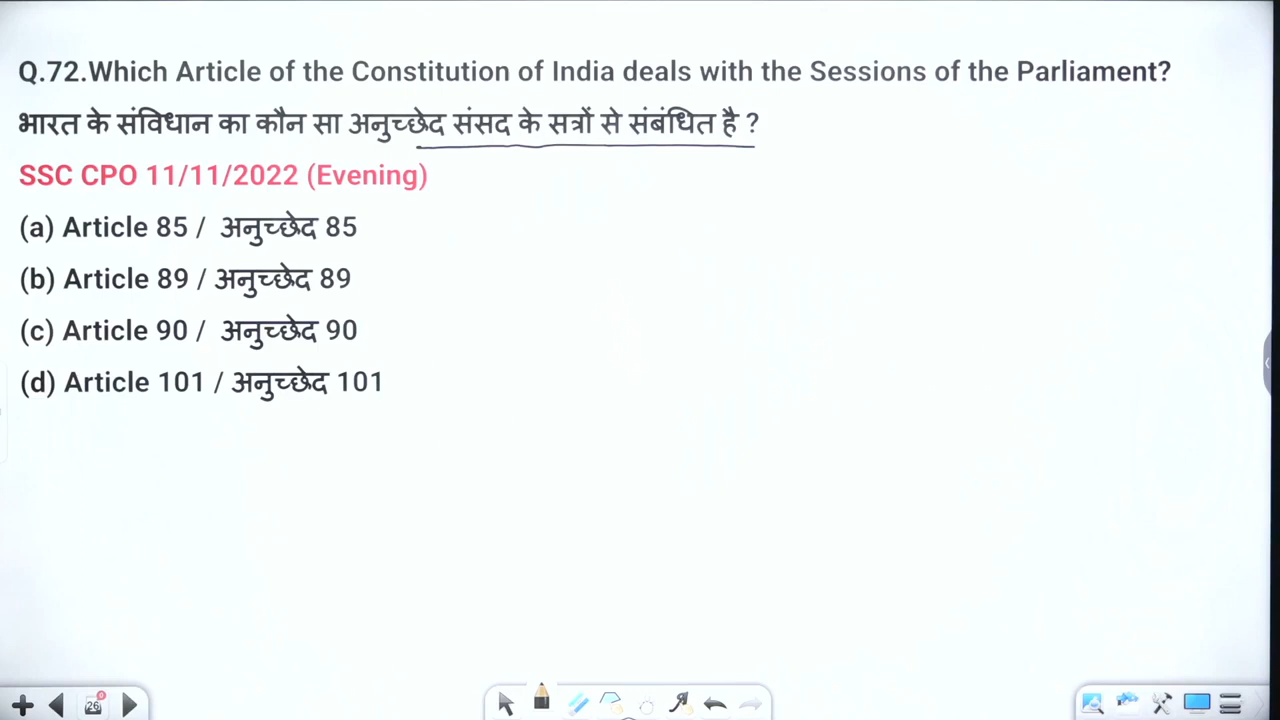 Q.72.Which Article of the Constitution of India deals with the Sessions of the Parliament?
भारत के संविधान का कौन सा अनुच्छेद संसद के सत्रों से संबंधित है ?
SSC CPO 11/11/2022 (Evening)
(a) Article 85 / अनुच्छेद 85
(b) Article 89 / अनुच्छेद 89
(c) Article 90 / अनुच्छेद 90
(d) Article 101 / अनुच्छेद 101
26
0